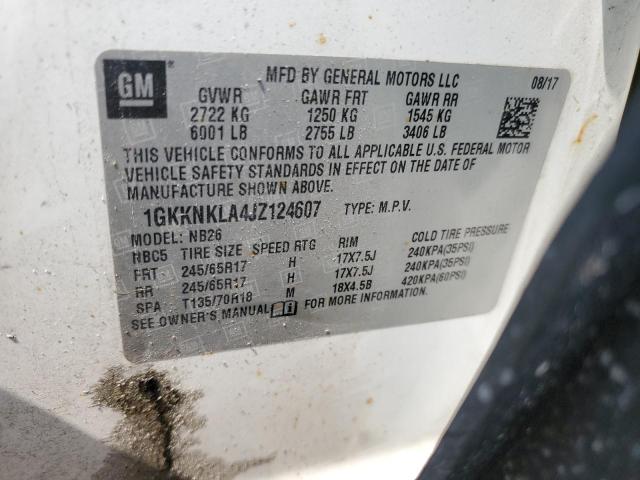 GM
MFD BY GENERAL MOTORS LLC 08/17
GVWR GAWR FRT GAWR RR
2722 KG 1250 KG 1545 KG
6001 LB 2755 LB 3406 LB
THIS VEHICLE CONFORMS TO ALL APPLICABLE U.S. FEDERAL MOTOR
VEHICLE SAFETY STANDARDS IN EFFECT ON THE DATE OF
MANUFACTURE SHOWN ABOVE.
1GKKNKLA4JZ124607 TYPE: M.P.V.
MODEL: NB26
NBC5 TIRE SIZE SPEED RTG RIM COLD TIRE PRESSURE
FRT 245/65R17 H 17X7.5J 240KPA(35PSI)
RR 245/65R17 H 17X7.5J 240KPA(35PSI)
SPA T135/70R18 M 18X4.5B 420KPA(60PSI)
SEE OWNER'S MANUAL FOR MORE INFORMATION.